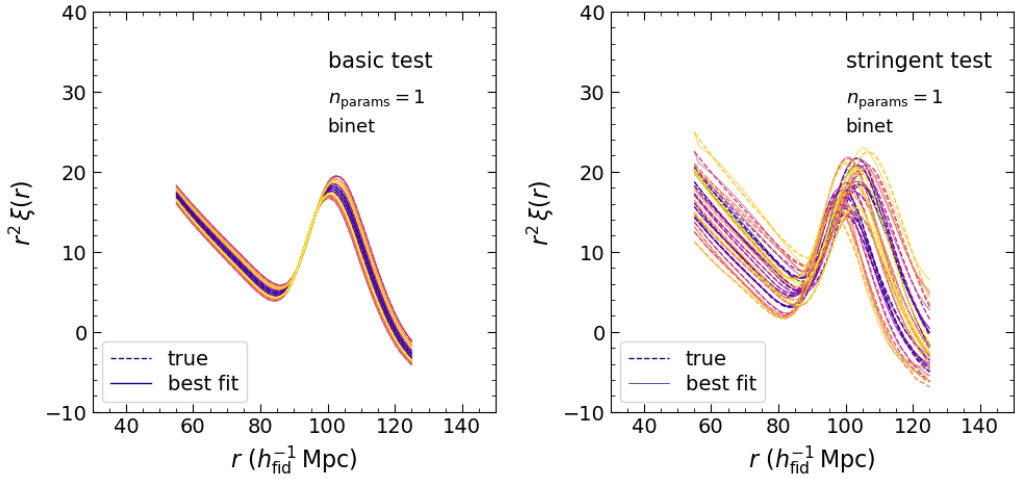 40
30
20
10
0
−10
40 60 80 100 120 140
r² ξ(r)
r (h_fid⁻¹ Mpc)
basic test
n_params = 1
binet
true
best fit
40
30
20
10
0
−10
40 60 80 100 120 140
r² ξ(r)
r (h_fid⁻¹ Mpc)
stringent test
n_params = 1
binet
true
best fit